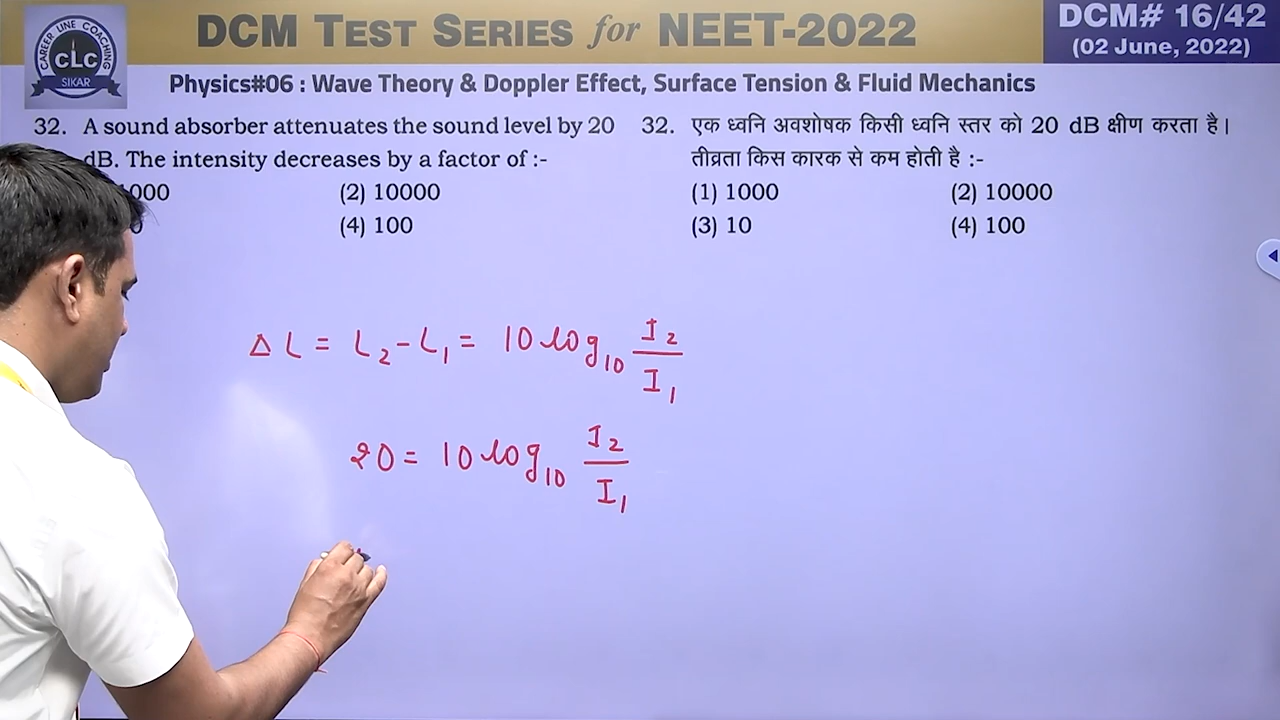 DCM TEST SERIES for NEET-2022
DCM# 16/42
(02 June, 2022)
CAREER LINE COACHING
CLC
SIKAR
Physics#06 : Wave Theory & Doppler Effect, Surface Tension & Fluid Mechanics
32. A sound absorber attenuates the sound level by 20
dB. The intensity decreases by a factor of :-
000
(2) 10000
0
(4) 100
32. एक ध्वनि अवशोषक किसी ध्वनि स्तर को 20 dB क्षीण करता है।
तीव्रता किस कारक से कम होती है :-
(1) 1000
(2) 10000
(3) 10
(4) 100
Δ L = L₂ - L₁ = 10 log₁₀ I₂/I₁
20 = 10 log₁₀ I₂/I₁